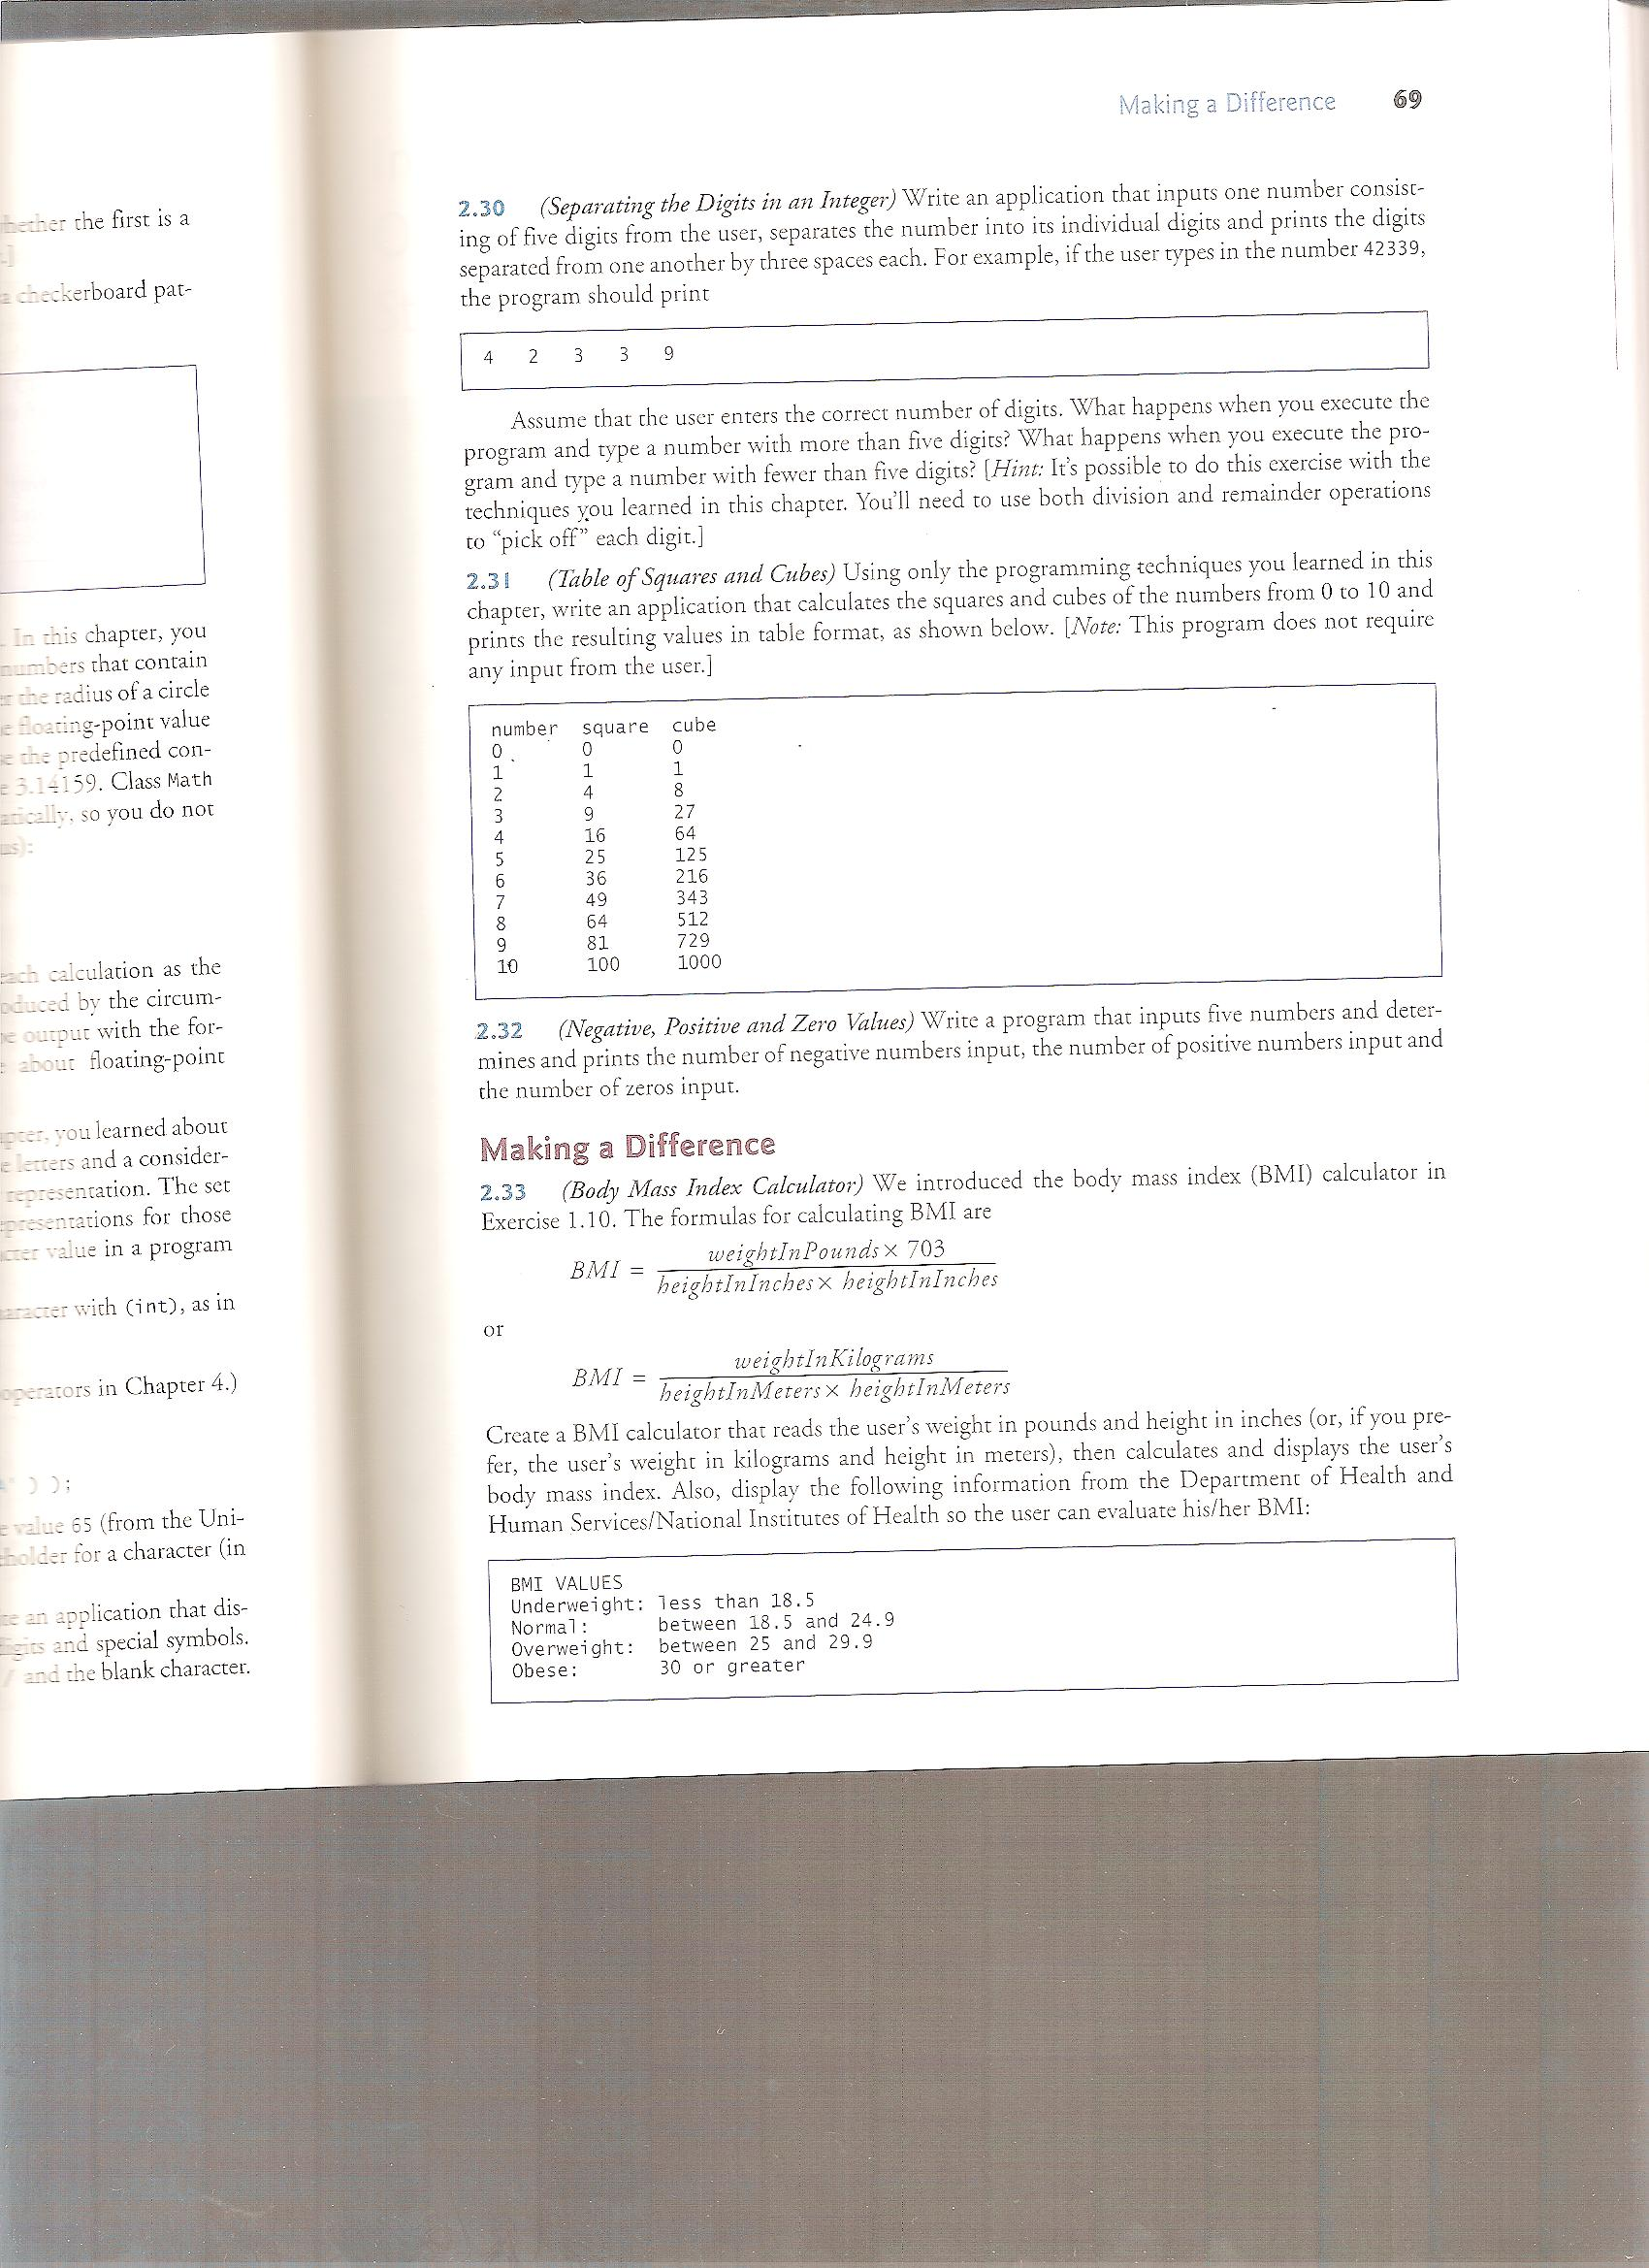 the first is a
checkerboard pat-
In this chapter, you
numbers that contain
the radius of a circle
floating-point value
the predefined con-
3.14159. Class Math
so you do not
calculation as the
by the circum-
output with the for-
about floating-point
you learned about
letters and a consider-
representation. The set
for those
value in a program
with (int), as in
operators in Chapter 4.)
) );
value 65 (from the Uni-
for a character (in
an application that dis-
and special symbols.
/ and the blank character.
Making a Difference 69
2.30 (Separating the Digits in an Integer) Write an application that inputs one number consist-
ing of five digits from the user, separates the number into its individual digits and prints the digits
separated from one another by three spaces each. For example, if the user types in the number 42339,
the program should print
4 2 3 3 9
Assume that the user enters the correct number of digits. What happens when you execute the
program and type a number with more than five digits? What happens when you execute the pro-
gram and type a number with fewer than five digits? [Hint: It's possible to do this exercise with the
techniques you learned in this chapter. You'll need to use both division and remainder operations
to “pick off” each digit.]
2.31 (Table of Squares and Cubes) Using only the programming techniques you learned in this
chapter, write an application that calculates the squares and cubes of the numbers from 0 to 10 and
prints the resulting values in table format, as shown below. [Note: This program does not require
any input from the user.]
number square cube
0 0 0
1 1 1
2 4 8
3 9 27
4 16 64
5 25 125
6 36 216
7 49 343
8 64 512
9 81 729
10 100 1000
2.32 (Negative, Positive and Zero Values) Write a program that inputs five numbers and deter-
mines and prints the number of negative numbers input, the number of positive numbers input and
the number of zeros input.
Making a Difference
2.33 (Body Mass Index Calculator) We introduced the body mass index (BMI) calculator in
Exercise 1.10. The formulas for calculating BMI are
weightInPounds × 703
BMI =
heightInInches × heightInInches
or
weightInKilograms
BMI =
heightInMeters × heightInMeters
Create a BMI calculator that reads the user's weight in pounds and height in inches (or, if you pre-
fer, the user's weight in kilograms and height in meters), then calculates and displays the user's
body mass index. Also, display the following information from the Department of Health and
Human Services/National Institutes of Health so the user can evaluate his/her BMI:
BMI VALUES
Underweight: less than 18.5
Normal: between 18.5 and 24.9
Overweight: between 25 and 29.9
Obese: 30 or greater